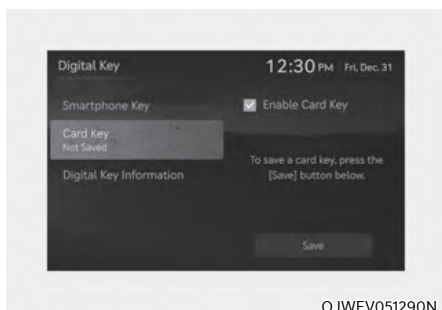 Digital Key
12:30 PM Fri, Dec. 31
Smartphone Key
Enable Card Key
Card Key
Not Saved
To save a card key, press the
[Save] button below.
Digital Key Information
Save
OJWEV051290N